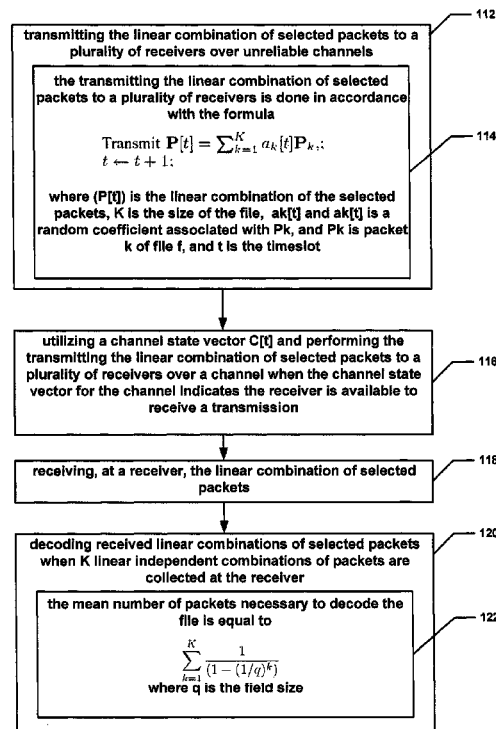 112
transmitting the linear combination of selected packets to a
plurality of receivers over unreliable channels
the transmitting the linear combination of selected
packets to a plurality of receivers is done in accordance
with the formula
114
Transmit P[t] = ∑_{k=1}^{K} a_k[t]P_k,;
t ← t + 1;
where (P[t]) is the linear combination of the selected
packets, K is the size of the file, ak[t] and ak[t] is a
random coefficient associated with Pk, and Pk is packet
k of file f, and t is the timeslot
utilizing a channel state vector C[t] and performing the
transmitting the linear combination of selected packets to a
plurality of receivers over a channel when the channel state
vector for the channel indicates the receiver is available to
receive a transmission
116
receiving, at a receiver, the linear combination of selected
packets
118
decoding received linear combinations of selected packets
when K linear independent combinations of packets are
collected at the receiver
120
the mean number of packets necessary to decode the
file is equal to
122
∑_{k=1}^{K} 1/(1 − (1/q)^k)
where q is the field size